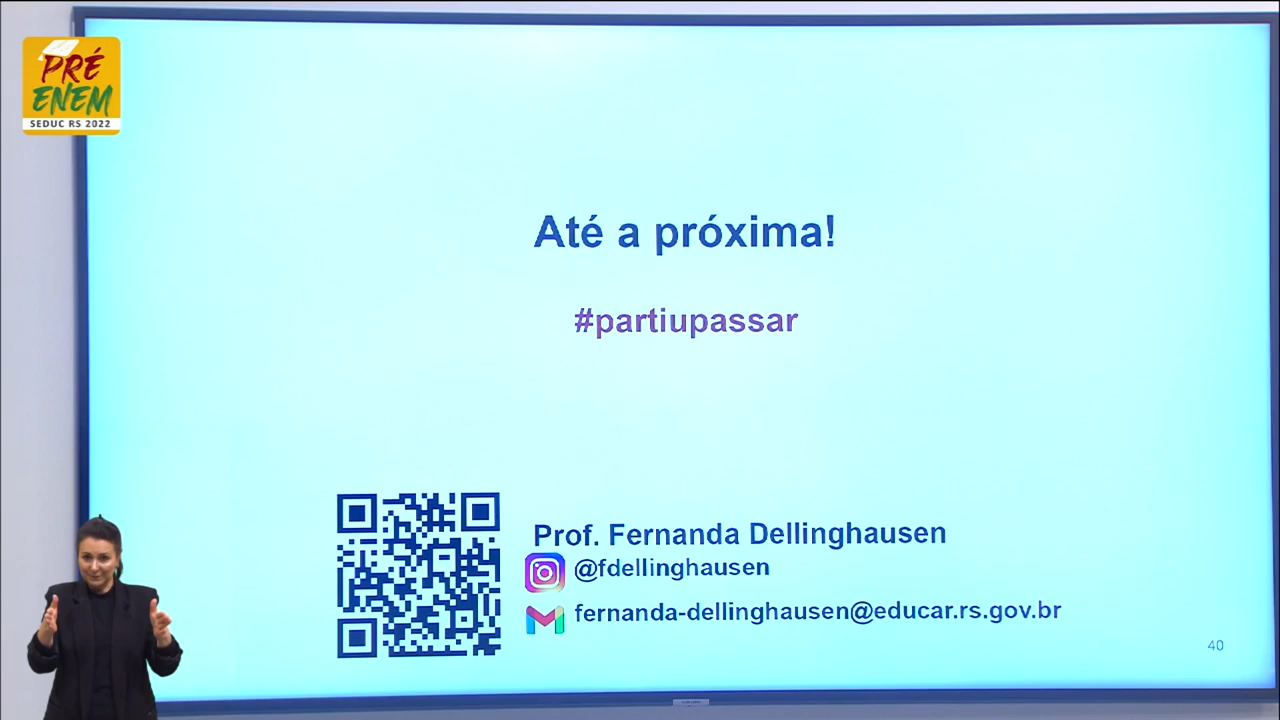 PRÉ
ENEM
SEDUC RS 2022
Até a próxima!
#partiupassar
Prof. Fernanda Dellinghausen
@fdellinghausen
fernanda-dellinghausen@educar.rs.gov.br
40